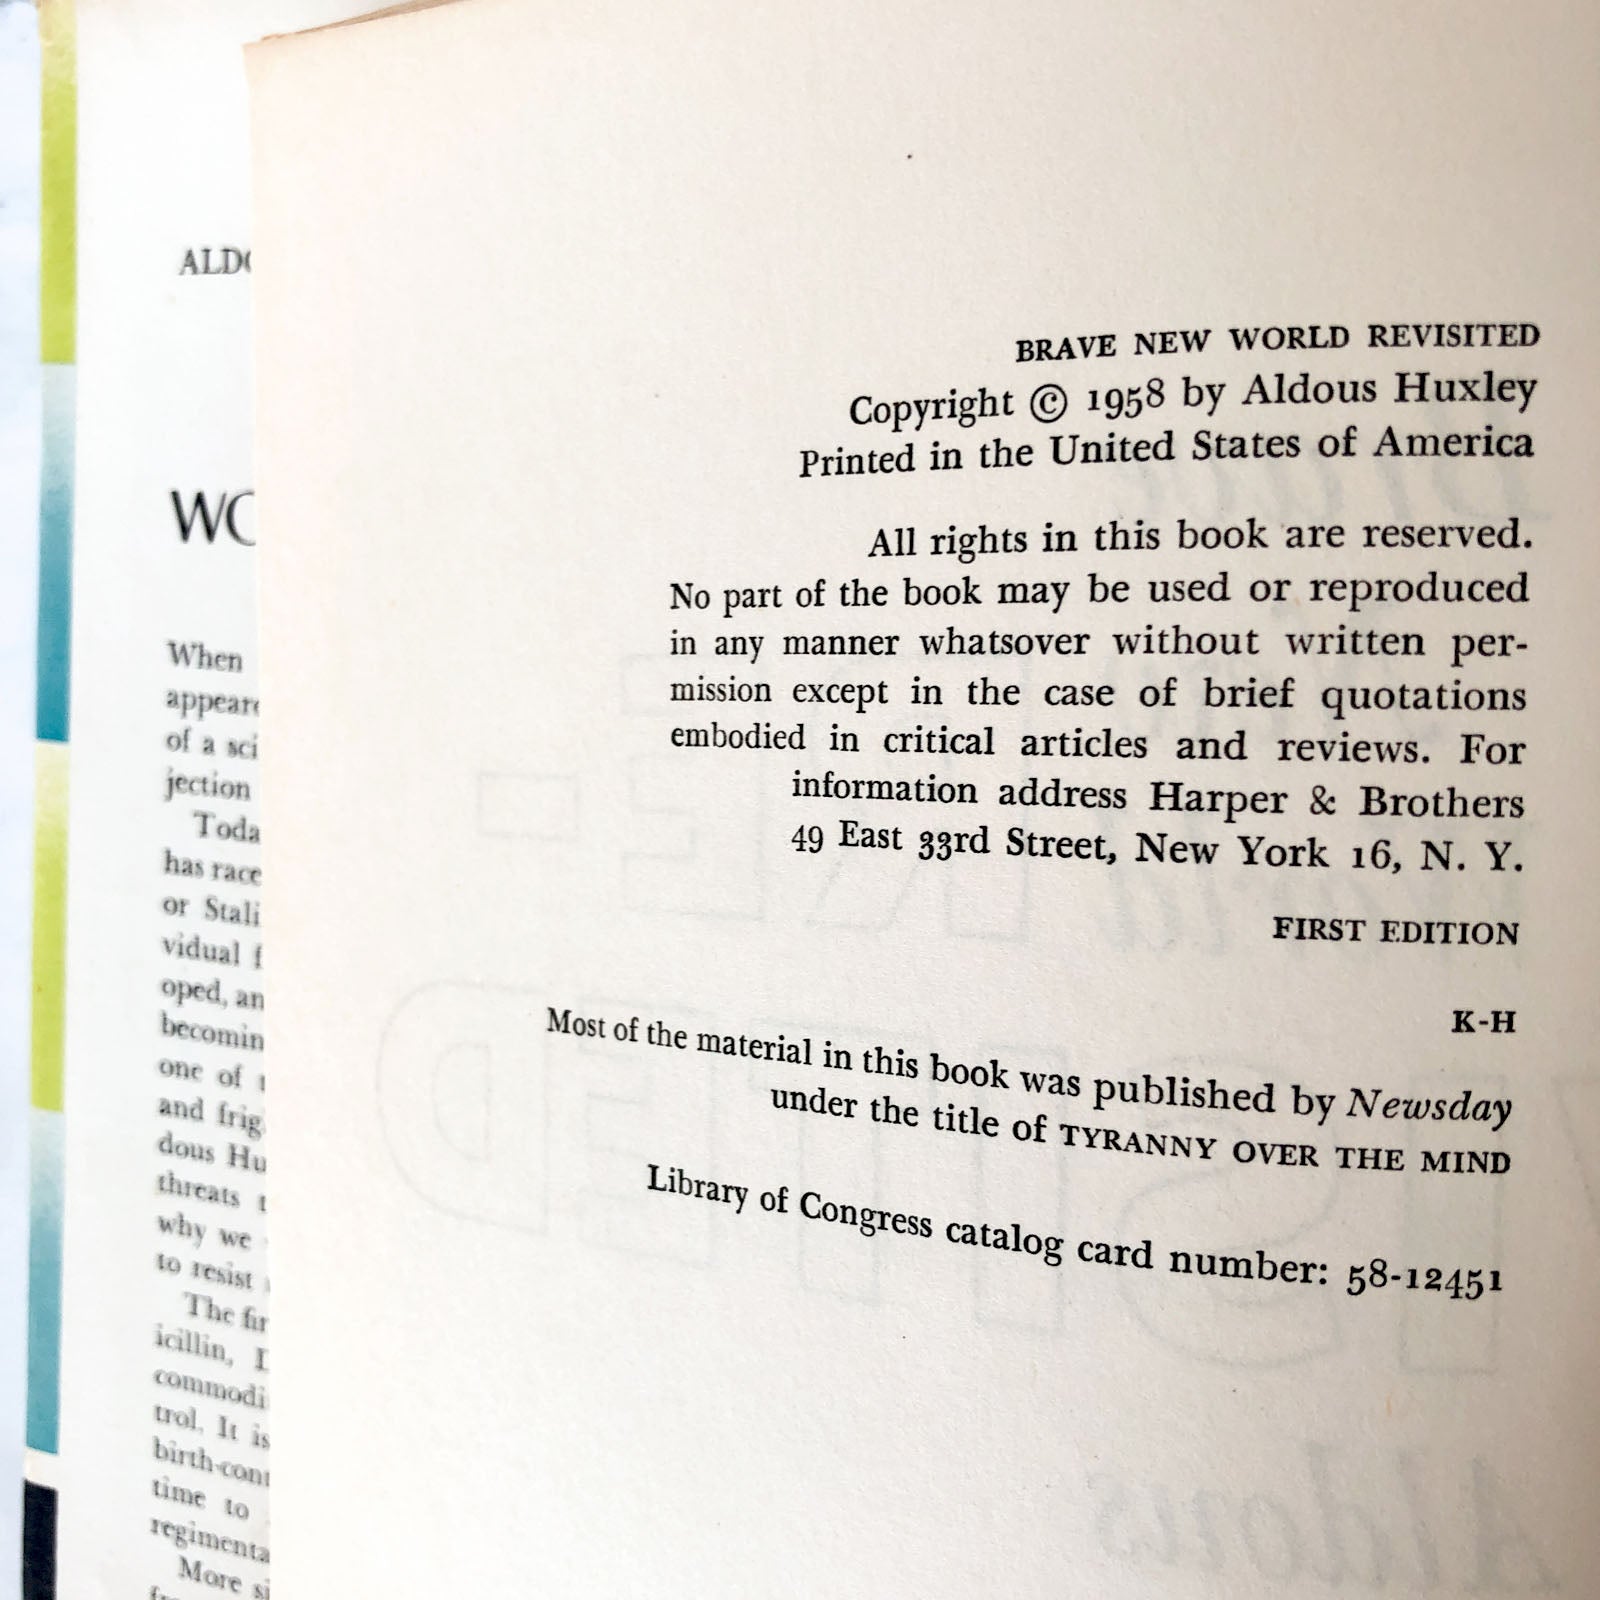 ALDO
WO
When
appeare
of a sci
jection
Toda
has race
or Stali
vidual f
oped, an
becomin
one of t
and frig
dous Hu
threats t
why we
to resist
The fir
icillin, D
commodi
trol. It is
birth-cont
time to
regimenta
More si
BRAVE NEW WORLD REVISITED
Copyright © 1958 by Aldous Huxley
Printed in the United States of America
All rights in this book are reserved.
No part of the book may be used or reproduced
in any manner whatsover without written per-
mission except in the case of brief quotations
embodied in critical articles and reviews. For
information address Harper & Brothers
49 East 33rd Street, New York 16, N. Y.
FIRST EDITION
K-H
Most of the material in this book was published by Newsday
under the title of TYRANNY OVER THE MIND
Library of Congress catalog card number: 58-12451